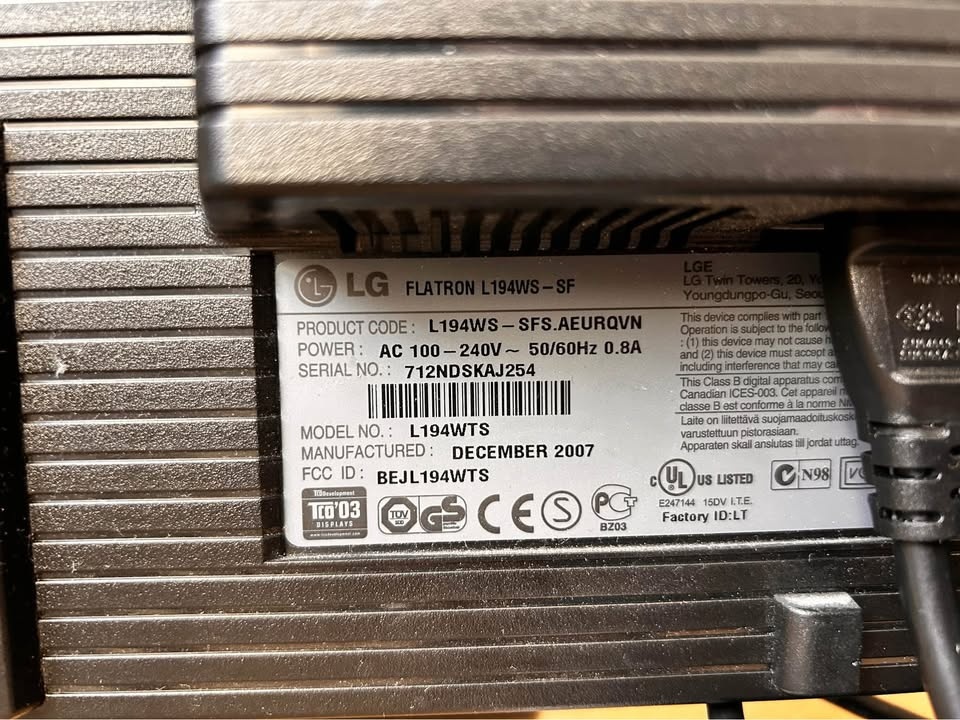 LG FLATRON L194WS-SF
PRODUCT CODE : L194WS-SFS.AEURQVN
POWER : AC 100-240V~ 50/60Hz 0.8A
SERIAL NO. : 712NDSKAJ254
MODEL NO. : L194WTS
MANUFACTURED : DECEMBER 2007
FCC ID : BEJL194WTS
TCO Development
TCO'03
DISPLAYS
TÜV
GS
CE
S
PCT
BZ03
LGE
LG Twin Towers, 20,
Youngdungpo-Gu,
This device complies with part
Operation is subject to the
: (1) this device may not cause
and (2) this device must accept
including interference that may
This Class B digital apparatus
Canadian ICES-003. Cet appareil
classe B est conforme à la norme
Laite on liitettävä
varustettuun pistorasiaan.
Apparaten skall anslutas till jordat uttag.
c UL US LISTED
E247144 15DV I.T.E.
Factory ID:LT
N98